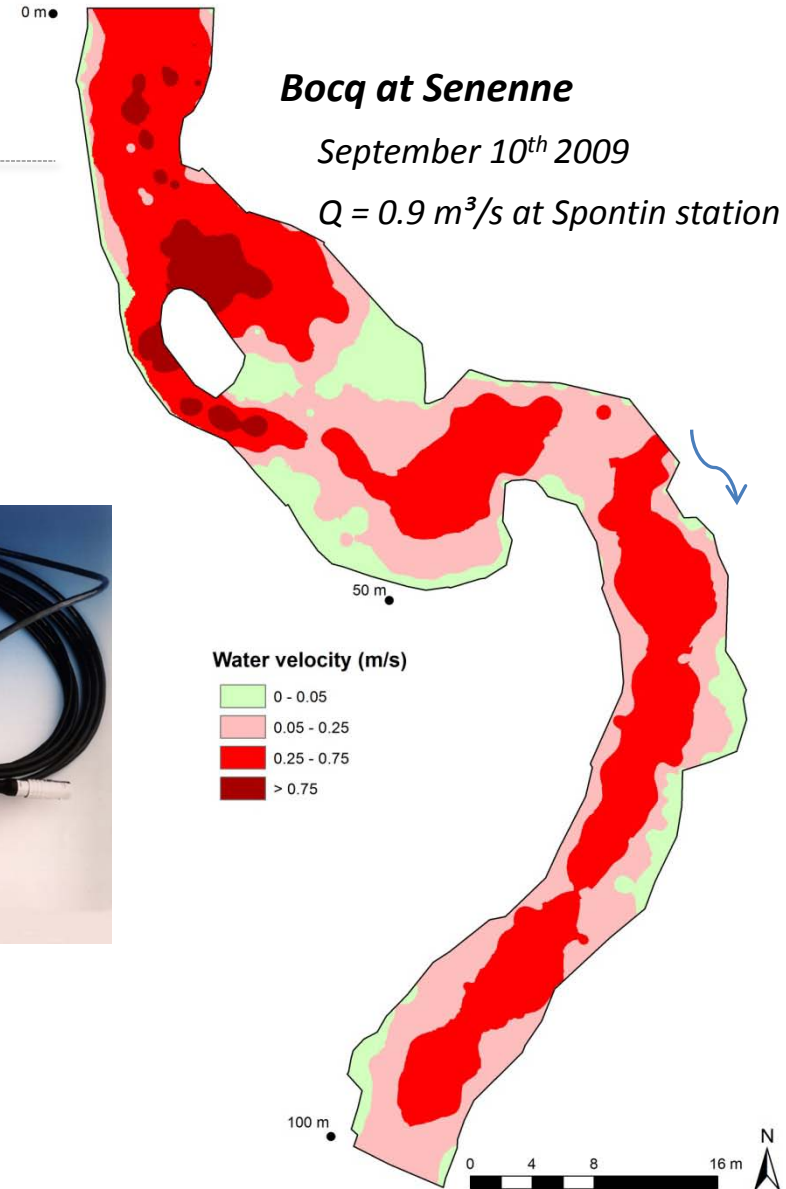 0 m
Bocq at Senenne
September 10th 2009
Q = 0.9 m³/s at Spontin station
50 m
Water velocity (m/s)
0 - 0.05
0.05 - 0.25
0.25 - 0.75
> 0.75
100 m
0 4 8 16 m
N